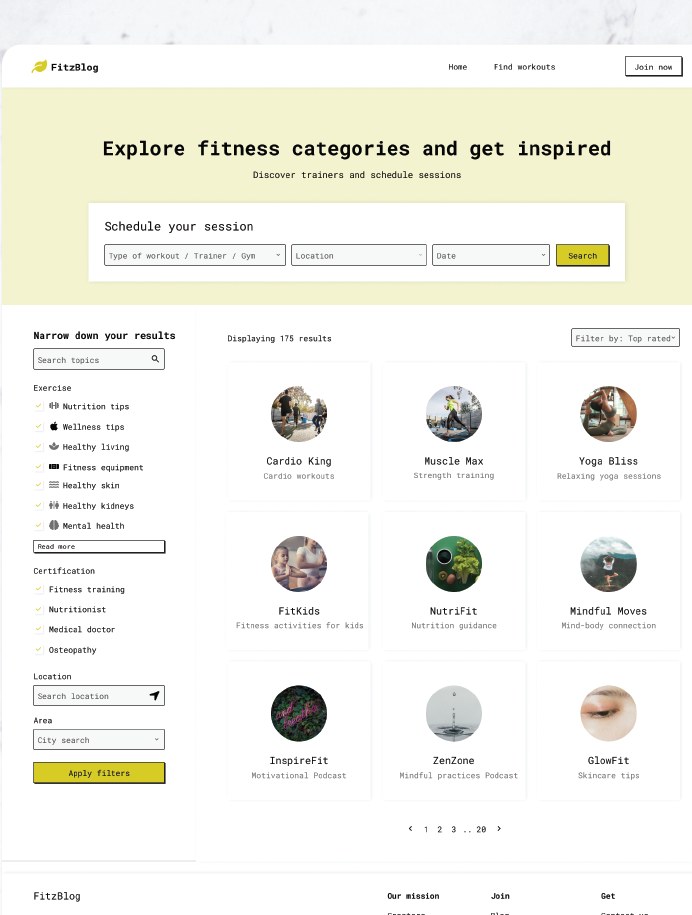 FitzBlog
Home
Find workouts
Join now
Explore fitness categories and get inspired
Discover trainers and schedule sessions
Schedule your session
Type of workout / Trainer / Gym
Location
Date
Search
Narrow down your results
Search topics
Exercise
Nutrition tips
Wellness tips
Healthy living
Fitness equipment
Healthy skin
Healthy kidneys
Mental health
Read more
Certification
Fitness training
Nutritionist
Medical doctor
Osteopathy
Location
Search location
Area
City search
Apply filters
Displaying 175 results
Filter by: Top rated
Cardio King
Cardio workouts
Muscle Max
Strength training
Yoga Bliss
Relaxing yoga sessions
FitKids
Fitness activities for kids
NutriFit
Nutrition guidance
Mindful Moves
Mind-body connection
InspireFit
Motivational Podcast
ZenZone
Mindful practices Podcast
GlowFit
Skincare tips
1 2 3 .. 20
FitzBlog
Our mission
Join
Get